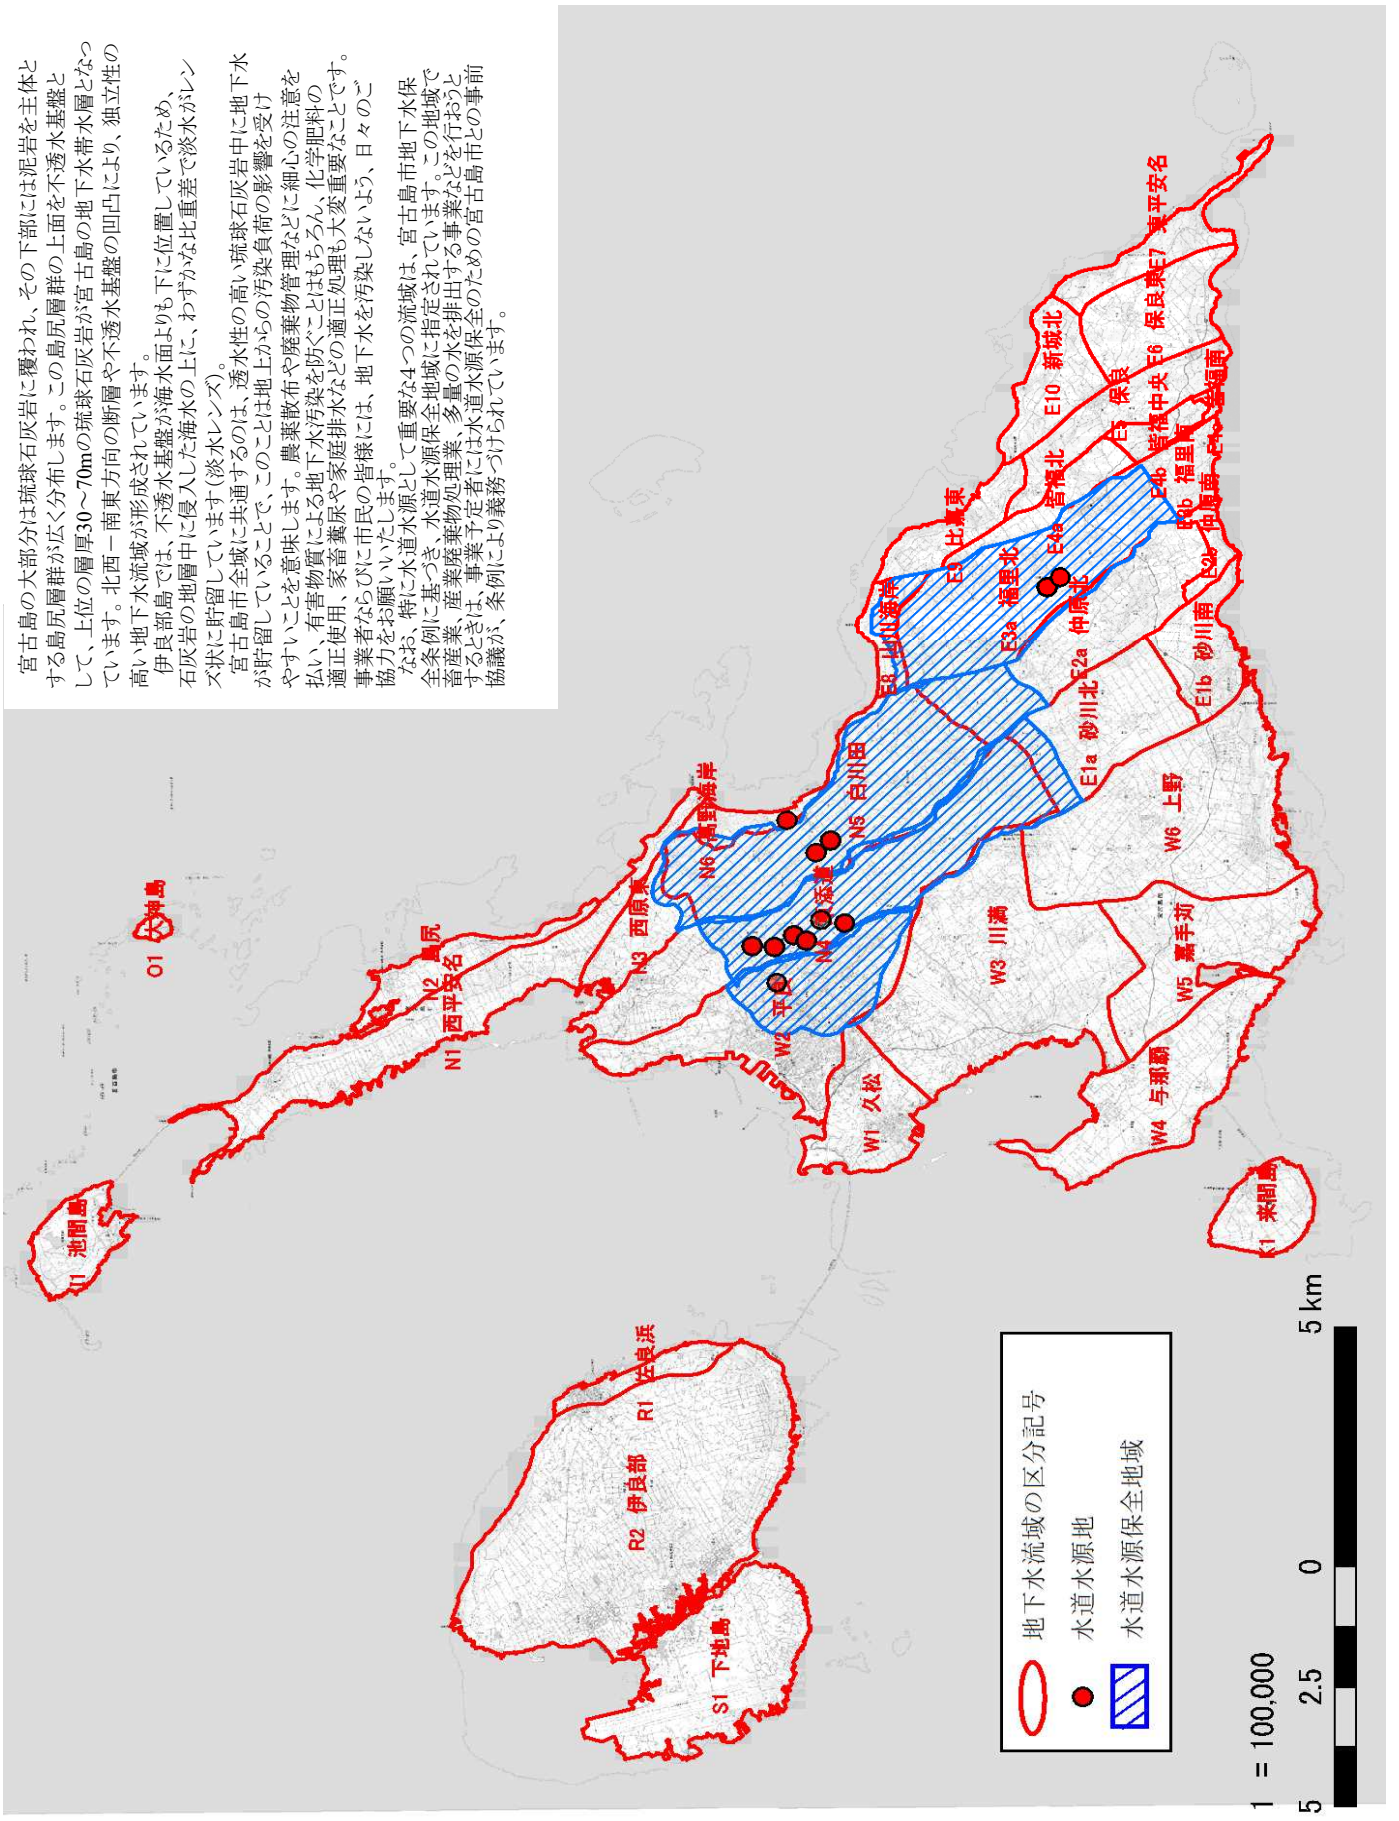 宮古島の大部分は琉球石灰岩に覆われ、その下部には泥岩を主体と
する島尻層群が広く分布します。この島尻層群の上面を不透水基盤と
して、上位の層厚30～70mの琉球石灰岩が宮古島の地下水帯水層となっ
ています。北西－南東方向の断層や不透水基盤の凹凸により、独立性の
高い地下水流域が形成されています。
伊良部島では、不透水基盤が海水面よりも下に位置しているため、
石灰岩の地層中に侵入した海水の上に、わずかな比重差で淡水がレン
ズ状に貯留しています(淡水レンズ)。
宮古島市全域に共通するのは、透水性の高い琉球石灰岩中に地下水
が貯留していることで、このことは地上からの汚染負荷の影響を受け
やすいことを意味します。農薬散布や廃棄物管理などに細心の注意を
払い、有害物質による地下水汚染を防ぐことはもちろん、化学肥料の
適正使用、家畜糞尿や家庭排水などの適正処理も大変重要なことです。
事業者ならびに市民の皆様には、地下水を汚染しないよう、日々のご
協力をお願いいたします。
なお、特に水道水源として重要な4つの流域は、宮古島市地下水保
全条例に基づき、水道水源保全地域に指定されています。この地域で
畜産業、産業廃棄物処理業、多量の水を排出する事業などを行おうと
するときは、事業予定者には水道水源保全のための宮古島市との事前
協議が、条例により義務づけられています。
I1 池間島
O1 大神島
N1 西平安名
N2 島尻
N3 西原東
N6 高野海岸
N5 白川田
N4 添道
W2 平良
W1 久松
W3 川満
W4 与那覇
W5 嘉手苅
W6 上野
E8 山川海岸
E9 比嘉東
E10 新城北
E3a 福里北
E4a 皆福北
E5 保良
E2a 仲原北
E1a 砂川北
E1b 砂川南
E2b 仲原南
E3b 福里南
E4b 皆福中央
E4c 皆福南
E6 保良東
E7 東平安名
K1 来間島
R1 佐良浜
R2 伊良部
S1 下地島
地下水流域の区分記号
水道水源地
水道水源保全地域
1 = 100,000
5 2.5 0 5 km